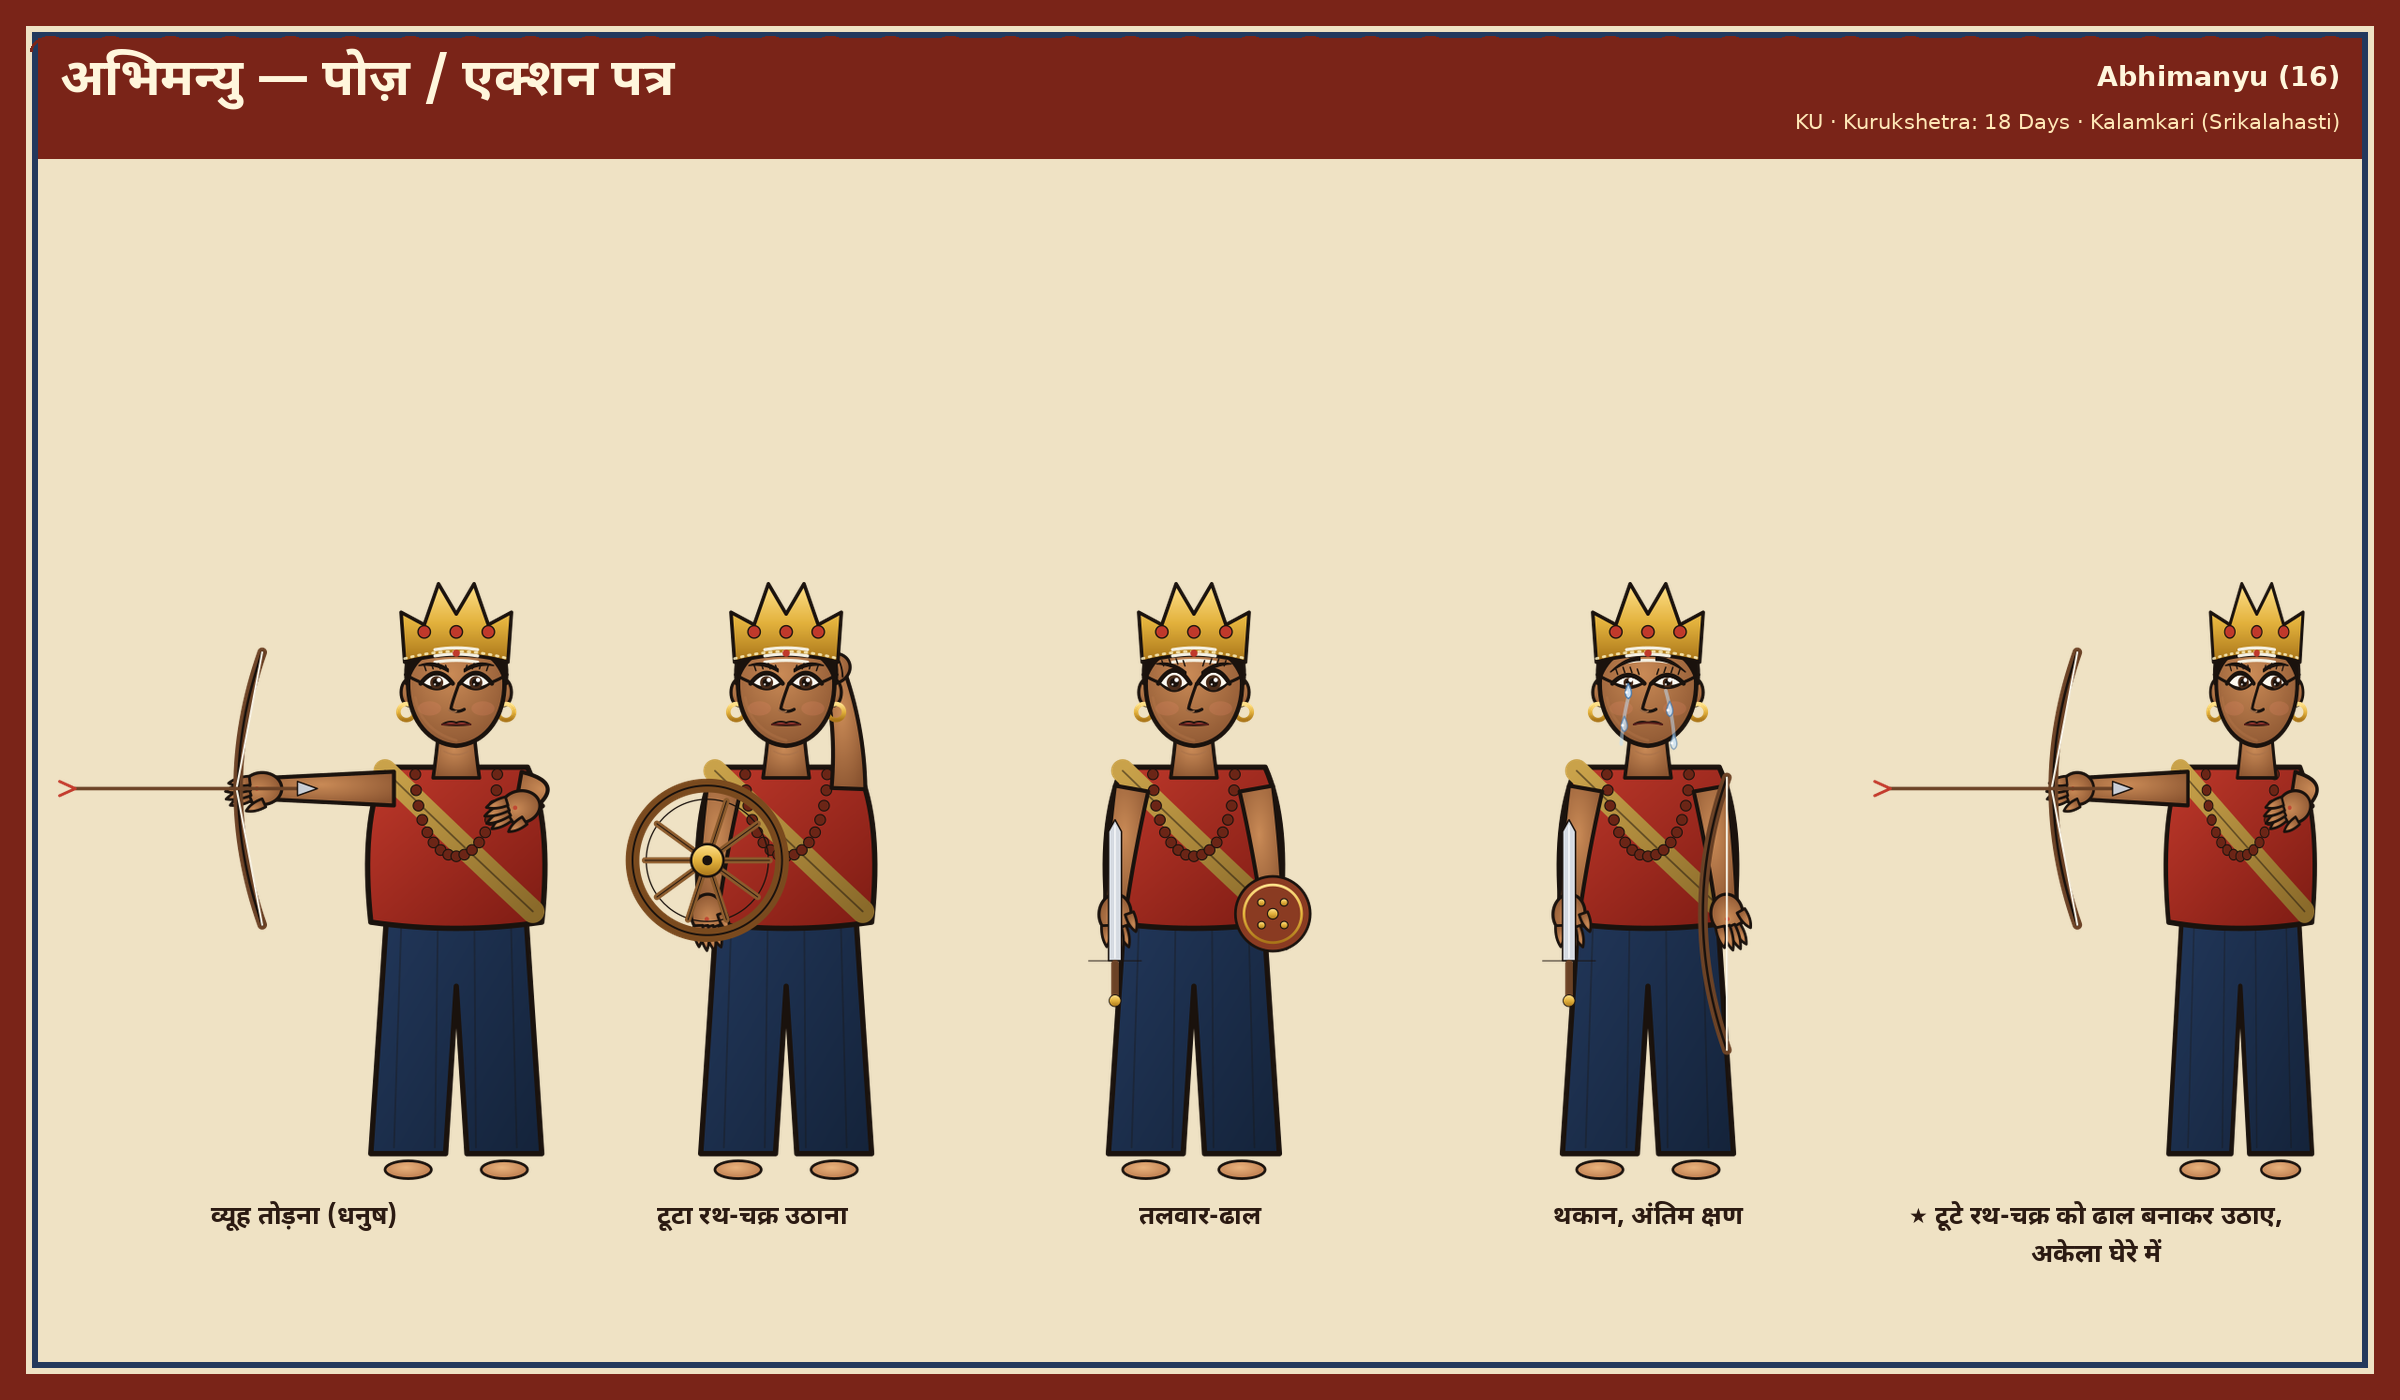 अभिमन्यु — पोज़ / एक्शन पत्र
Abhimanyu (16)
KU · Kurukshetra: 18 Days · Kalamkari (Srikalahasti)
व्यूह तोड़ना (धनुष)
टूटा रथ-चक्र उठाना
तलवार-ढाल
थकान, अंतिम क्षण
★ टूटे रथ-चक्र को ढाल बनाकर उठाए,
अकेला घेरे में